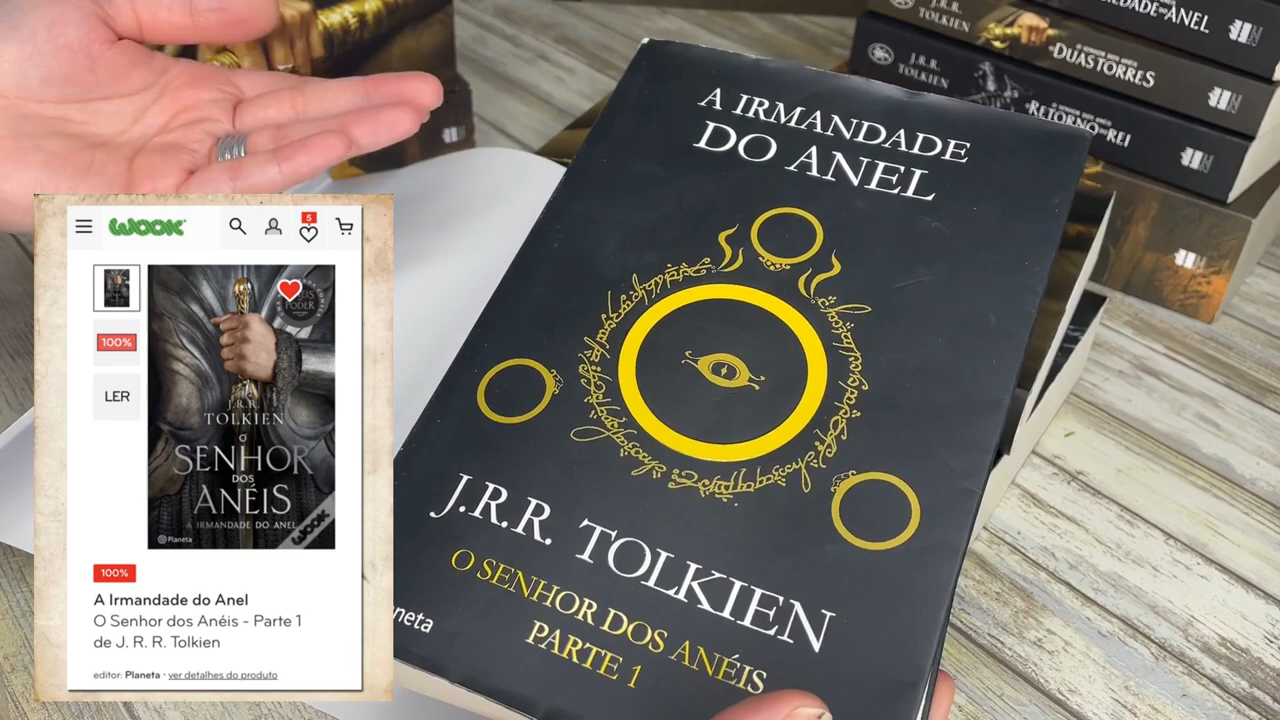 A IRMANDADE
DO ANEL
J.R.R. TOLKIEN
O SENHOR DOS ANÉIS
PARTE 1
J.R.R.
TOLKIEN
DUAS TORRES
J.R.R.
TOLKIEN
RETORNO DO REI
WOOK
5
100%
LER
J.R.R.
TOLKIEN
O
SENHOR
DOS
ANÉIS
A IRMANDADE DO ANEL
Planeta
WOOK
100%
A Irmandade do Anel
O Senhor dos Anéis - Parte 1
de J. R. R. Tolkien
editor: Planeta · ver detalhes do produto